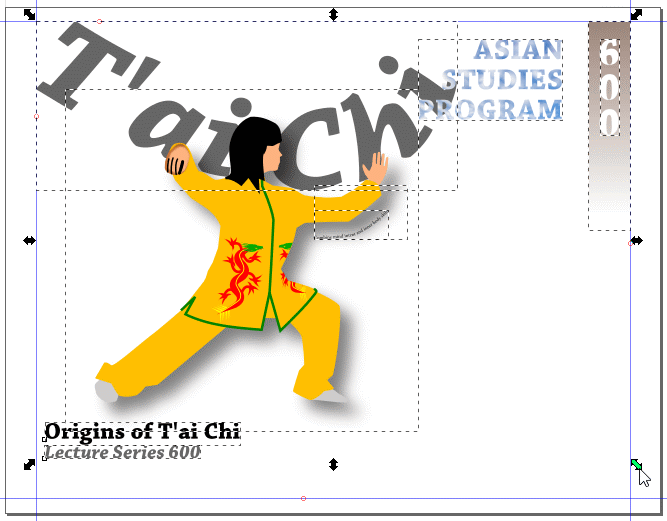 T'ai Chi
ASIAN
STUDIES
PROGRAM
600
Origins of T'ai Chi
Lecture Series 600